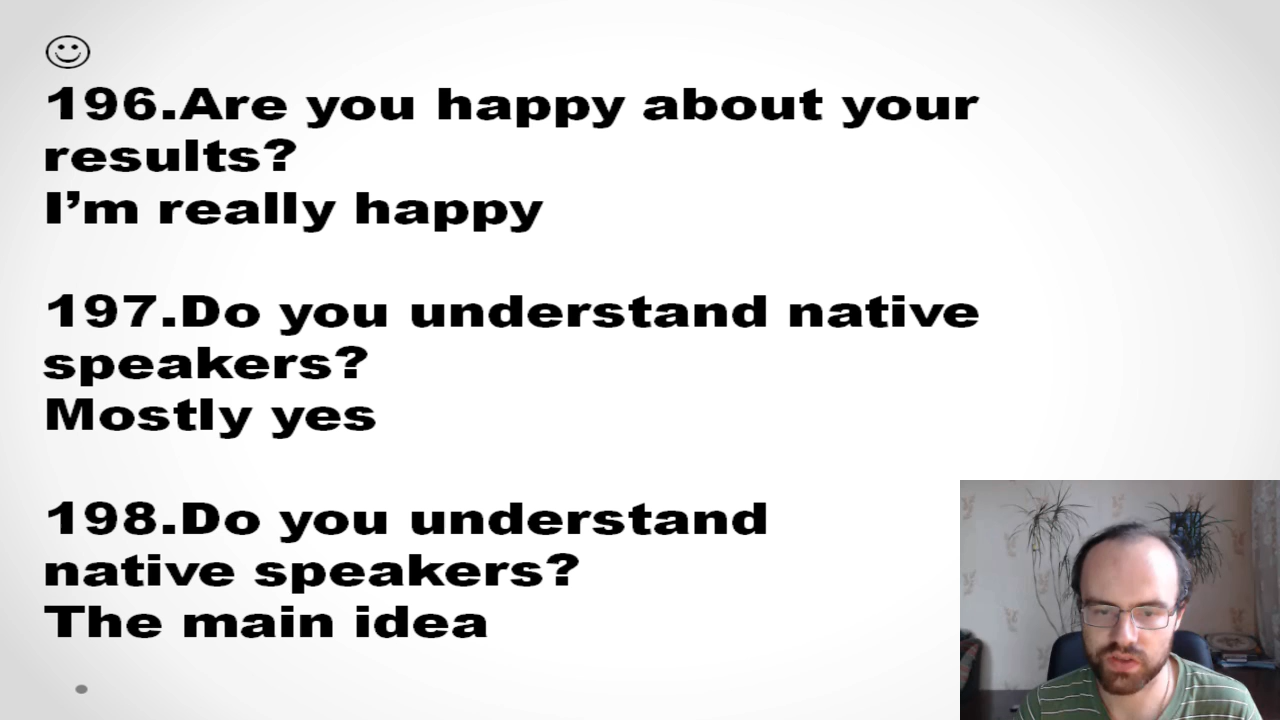 196.Are you happy about your
results?
I’m really happy
197.Do you understand native
speakers?
Mostly yes
198.Do you understand
native speakers?
The main idea